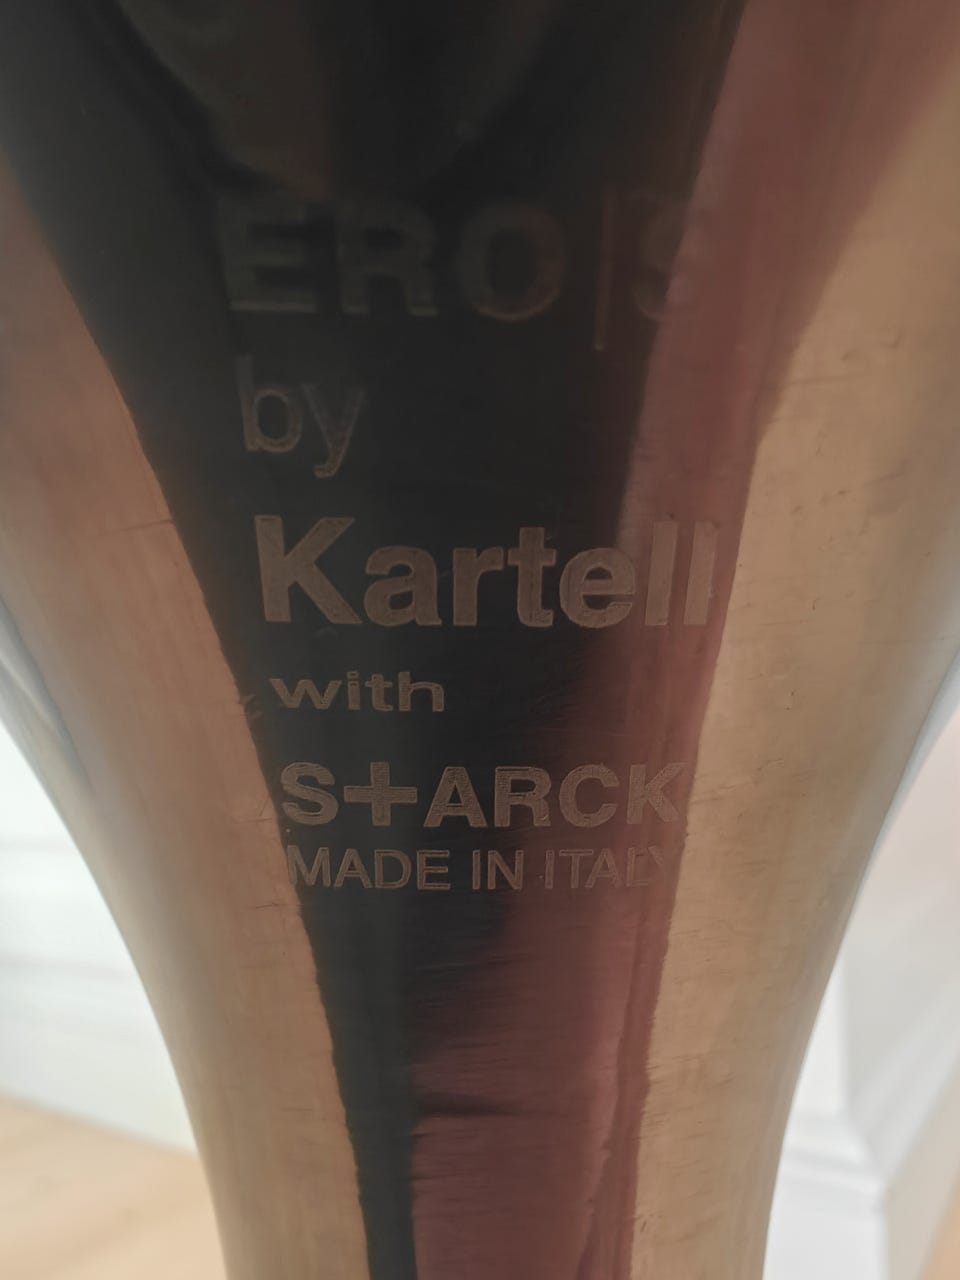 ERO|S
by
Kartell
with
S+ARCK
MADE IN ITALY